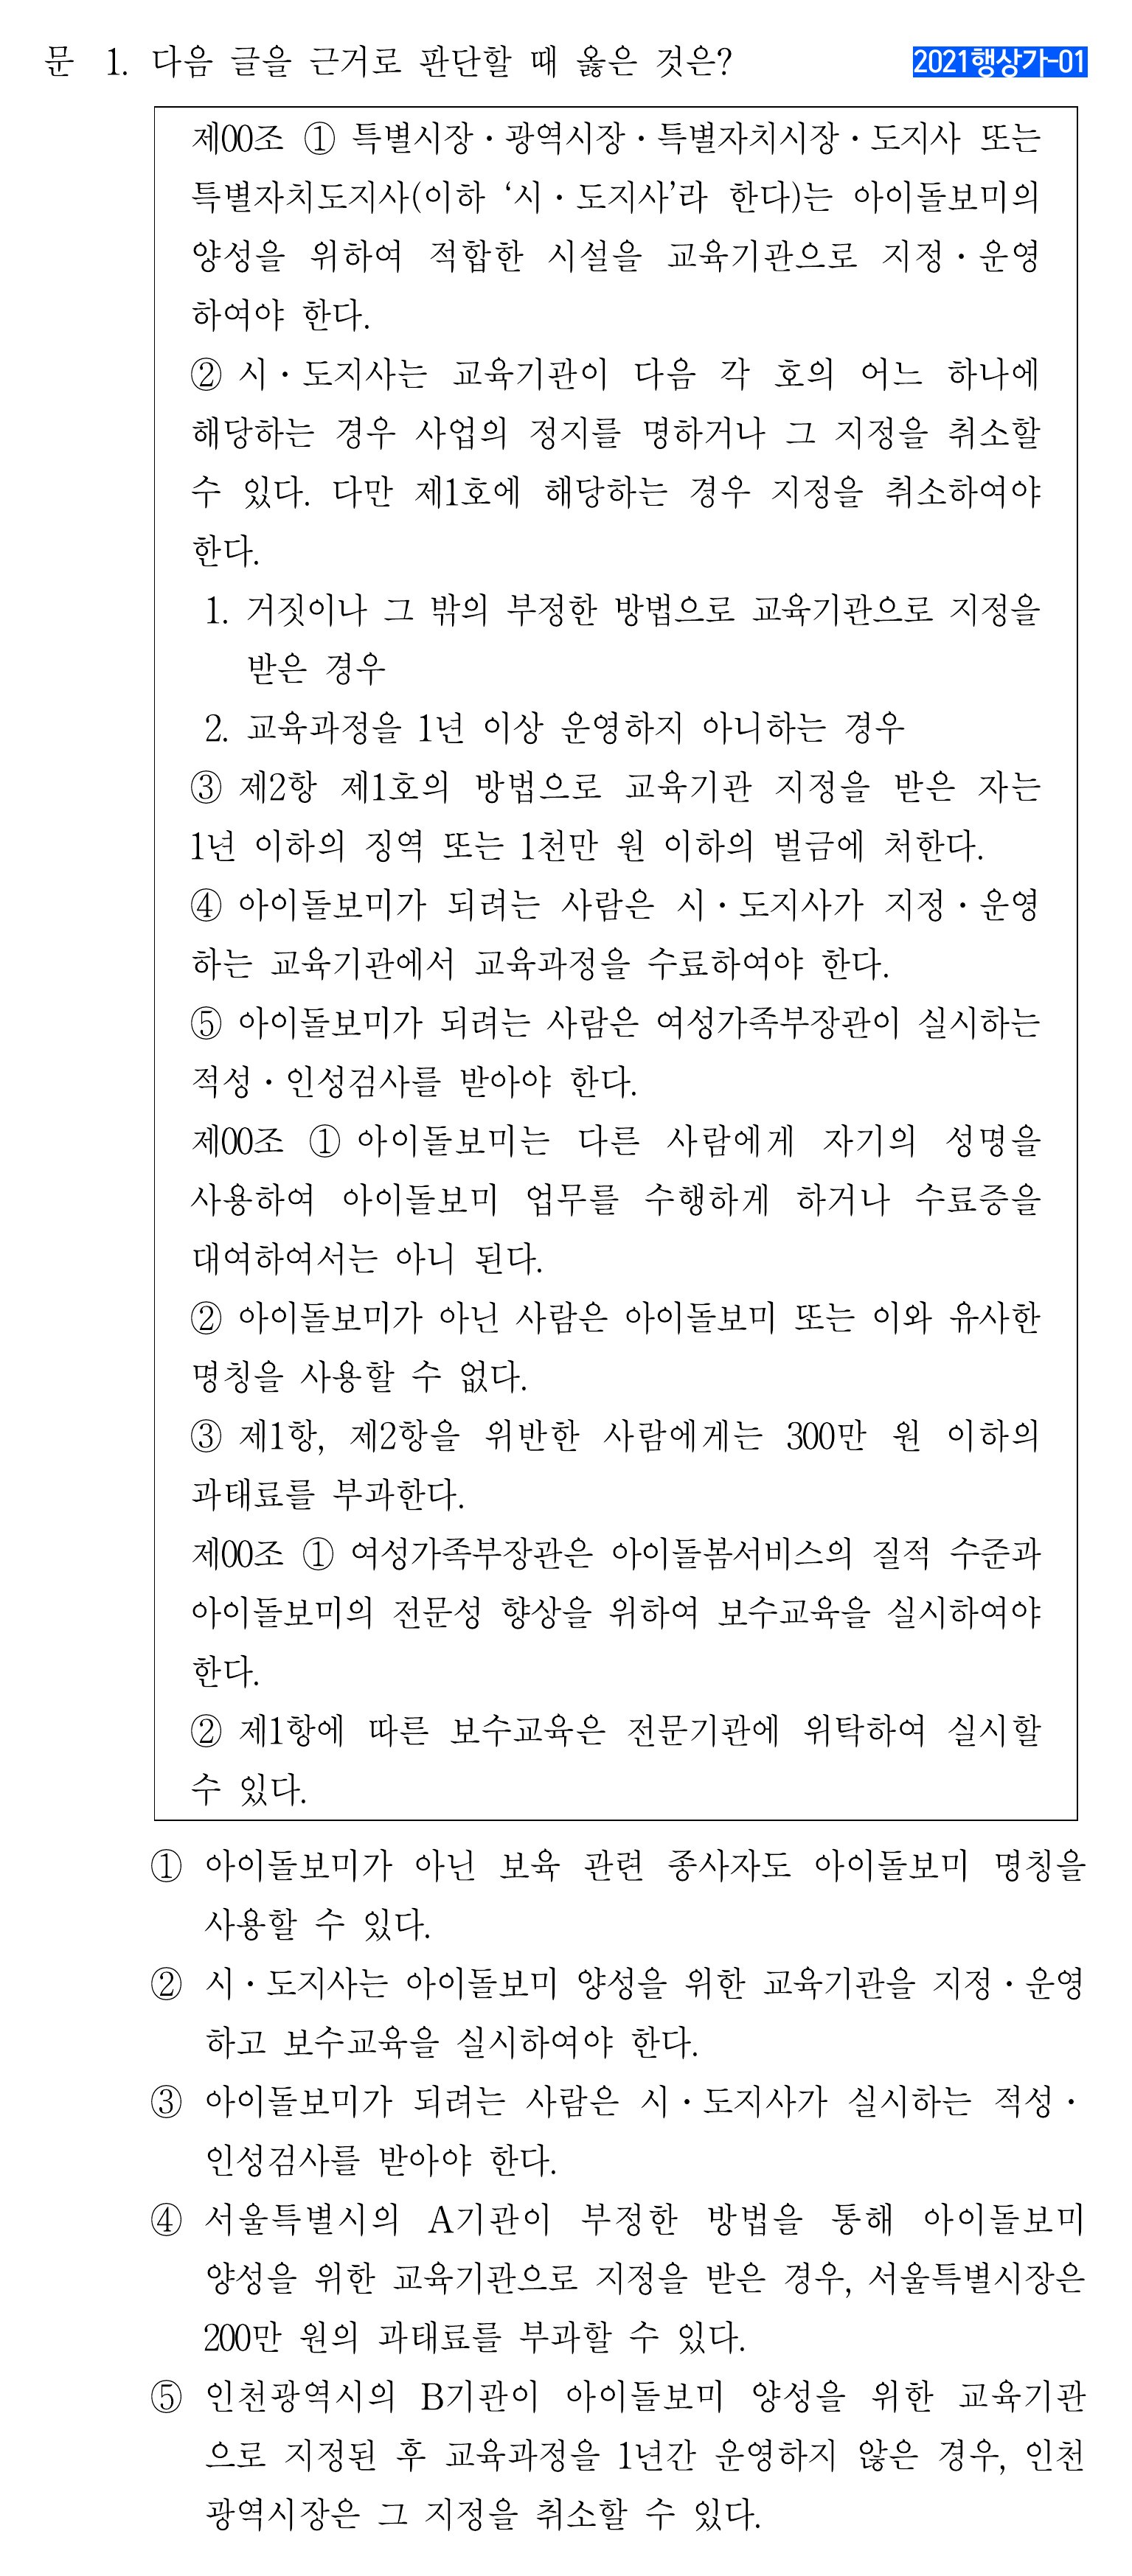 문 1. 다음 글을 근거로 판단할 때 옳은 것은?
2021행상가-01
제00조 ① 특별시장·광역시장·특별자치시장·도지사 또는
특별자치도지사(이하 ‘시·도지사’라 한다)는 아이돌보미의
양성을 위하여 적합한 시설을 교육기관으로 지정·운영
하여야 한다.
② 시·도지사는 교육기관이 다음 각 호의 어느 하나에
해당하는 경우 사업의 정지를 명하거나 그 지정을 취소할
수 있다. 다만 제1호에 해당하는 경우 지정을 취소하여야
한다.
1. 거짓이나 그 밖의 부정한 방법으로 교육기관으로 지정을
받은 경우
2. 교육과정을 1년 이상 운영하지 아니하는 경우
③ 제2항 제1호의 방법으로 교육기관 지정을 받은 자는
1년 이하의 징역 또는 1천만 원 이하의 벌금에 처한다.
④ 아이돌보미가 되려는 사람은 시·도지사가 지정·운영
하는 교육기관에서 교육과정을 수료하여야 한다.
⑤ 아이돌보미가 되려는 사람은 여성가족부장관이 실시하는
적성·인성검사를 받아야 한다.
제00조 ① 아이돌보미는 다른 사람에게 자기의 성명을
사용하여 아이돌보미 업무를 수행하게 하거나 수료증을
대여하여서는 아니 된다.
② 아이돌보미가 아닌 사람은 아이돌보미 또는 이와 유사한
명칭을 사용할 수 없다.
③ 제1항, 제2항을 위반한 사람에게는 300만 원 이하의
과태료를 부과한다.
제00조 ① 여성가족부장관은 아이돌봄서비스의 질적 수준과
아이돌보미의 전문성 향상을 위하여 보수교육을 실시하여야
한다.
② 제1항에 따른 보수교육은 전문기관에 위탁하여 실시할
수 있다.
① 아이돌보미가 아닌 보육 관련 종사자도 아이돌보미 명칭을
사용할 수 있다.
② 시·도지사는 아이돌보미 양성을 위한 교육기관을 지정·운영
하고 보수교육을 실시하여야 한다.
③ 아이돌보미가 되려는 사람은 시·도지사가 실시하는 적성·
인성검사를 받아야 한다.
④ 서울특별시의 A기관이 부정한 방법을 통해 아이돌보미
양성을 위한 교육기관으로 지정을 받은 경우, 서울특별시장은
200만 원의 과태료를 부과할 수 있다.
⑤ 인천광역시의 B기관이 아이돌보미 양성을 위한 교육기관
으로 지정된 후 교육과정을 1년간 운영하지 않은 경우, 인천
광역시장은 그 지정을 취소할 수 있다.